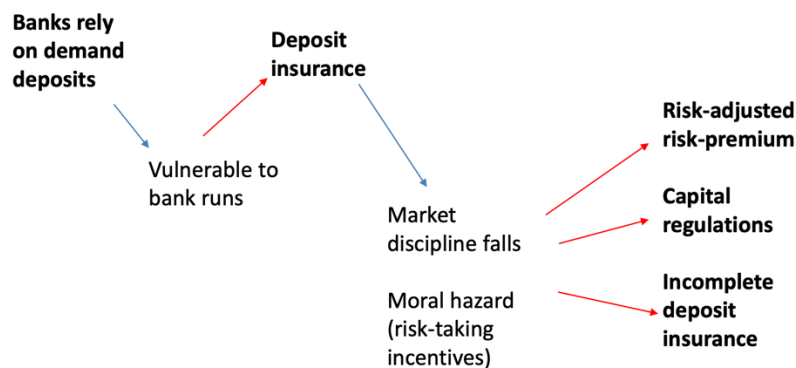 Banks rely
on demand
deposits
Deposit
insurance
Vulnerable to
bank runs
Market
discipline falls
Moral hazard
(risk-taking
incentives)
Risk-adjusted
risk-premium
Capital
regulations
Incomplete
deposit
insurance